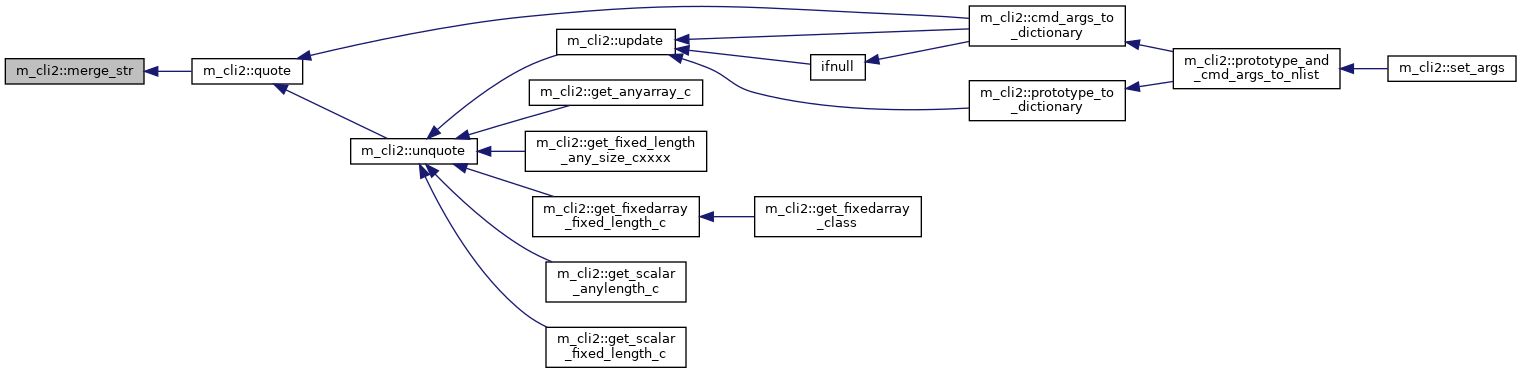 m_cli2::merge_str
m_cli2::quote
m_cli2::cmd_args_to
_dictionary
m_cli2::update
ifnull
m_cli2::prototype_and
_cmd_args_to_nlist
m_cli2::set_args
m_cli2::prototype_to
_dictionary
m_cli2::get_anyarray_c
m_cli2::unquote
m_cli2::get_fixed_length
_any_size_cxxxx
m_cli2::get_fixedarray
_fixed_length_c
m_cli2::get_fixedarray
_class
m_cli2::get_scalar
_anylength_c
m_cli2::get_scalar
_fixed_length_c